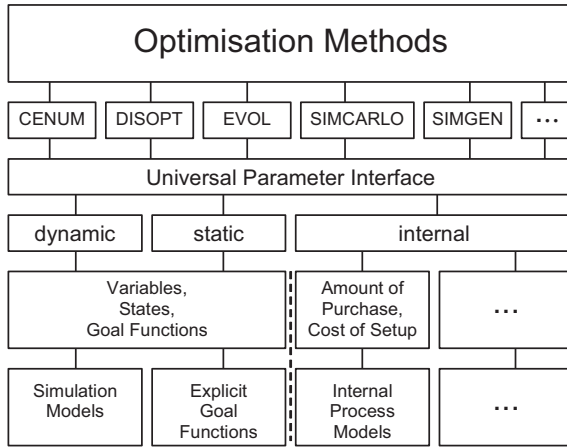 Optimisation Methods
CENUM DISOPT EVOL SIMCARLO SIMGEN ...
Universal Parameter Interface
dynamic static internal
Variables,
States,
Goal Functions
Amount of
Purchase,
Cost of Setup
...
Simulation
Models
Explicit
Goal
Functions
Internal
Process
Models
...